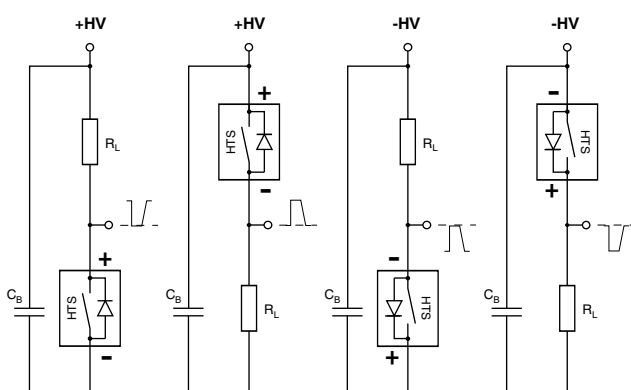 +HV
+HV
-HV
-HV
R_L
+
HTS
-
R_L
-
HTS
+
+
HTS
-
C_B
C_B
R_L
-
HTS
+
C_B
C_B
R_L